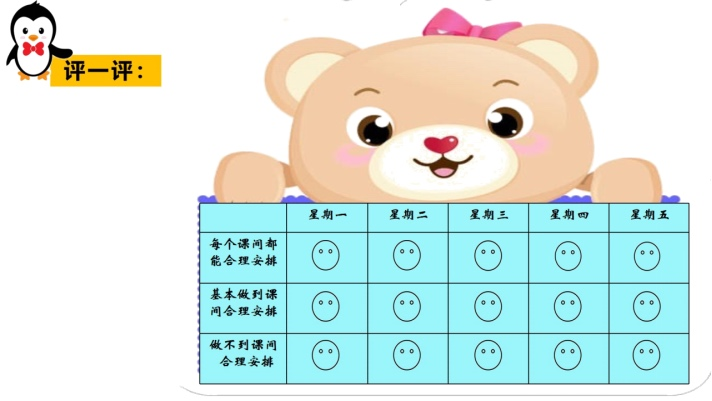 评一评：
星期一 星期二 星期三 星期四 星期五
每个课间都
能合理安排
基本做到课
间合理安排
做不到课间
合理安排